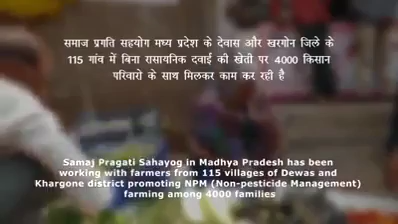 समाज प्रगति सहयोग मध्य प्रदेश के देवास और खरगोन जिले के
115 गांव में बिना रासायनिक दवाई की खेती पर 4000 किसान
परिवारो के साथ मिलकर काम कर रही है
Samaj Pragati Sahayog in Madhya Pradesh has been
working with farmers from 115 villages of Dewas and
Khargone district promoting NPM (Non-pesticide Management)
farming among 4000 families